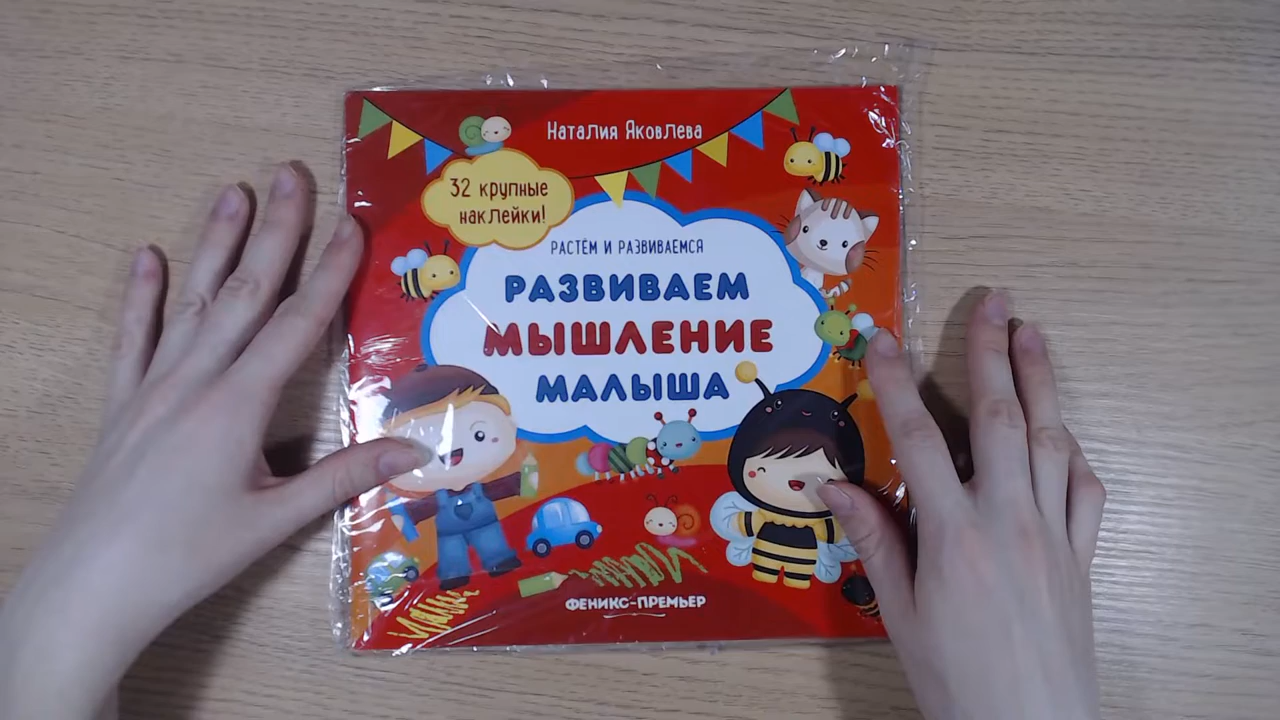 Наталия Яковлева
32 крупные
наклейки!
РАСТЁМ И РАЗВИВАЕМСЯ
РАЗВИВАЕМ
МЫШЛЕНИЕ
МАЛЫША
ФЕНИКС-ПРЕМЬЕР